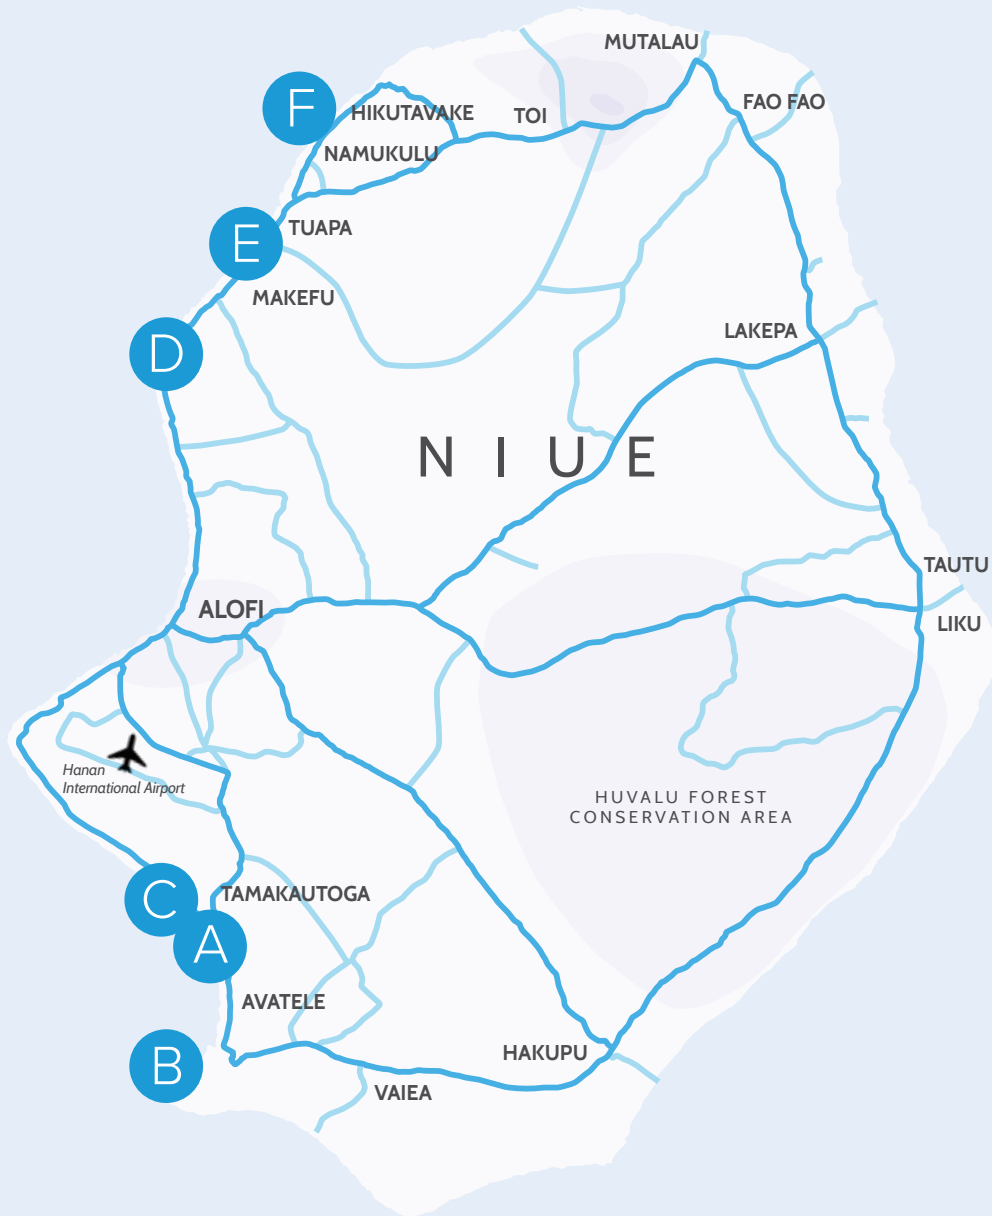 MUTALAU
F
FAO FAO
HIKUTAVAKE
TOI
NAMUKULU
E
TUAPA
MAKEFU
D
LAKEPA
NIUE
TAUTU
ALOFI
LIKU
Hanan
International Airport
HUVALU FOREST
CONSERVATION AREA
C
TAMAKAUTOGA
A
AVATELE
B
HAKUPU
VAIEA